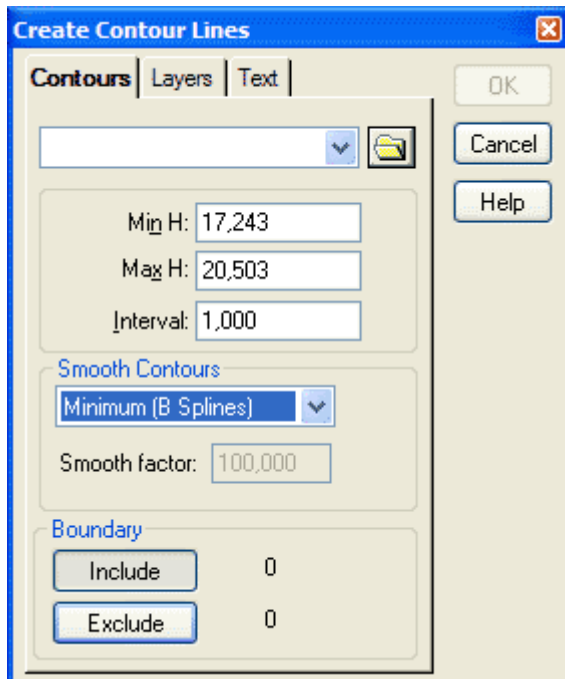 Create Contour Lines
Contours Layers Text
OK
Cancel
Help
Min H: 17,243
Max H: 20,503
Interval: 1,000
Smooth Contours
Minimum (B Splines)
Smooth factor: 100,000
Boundary
Include 0
Exclude 0